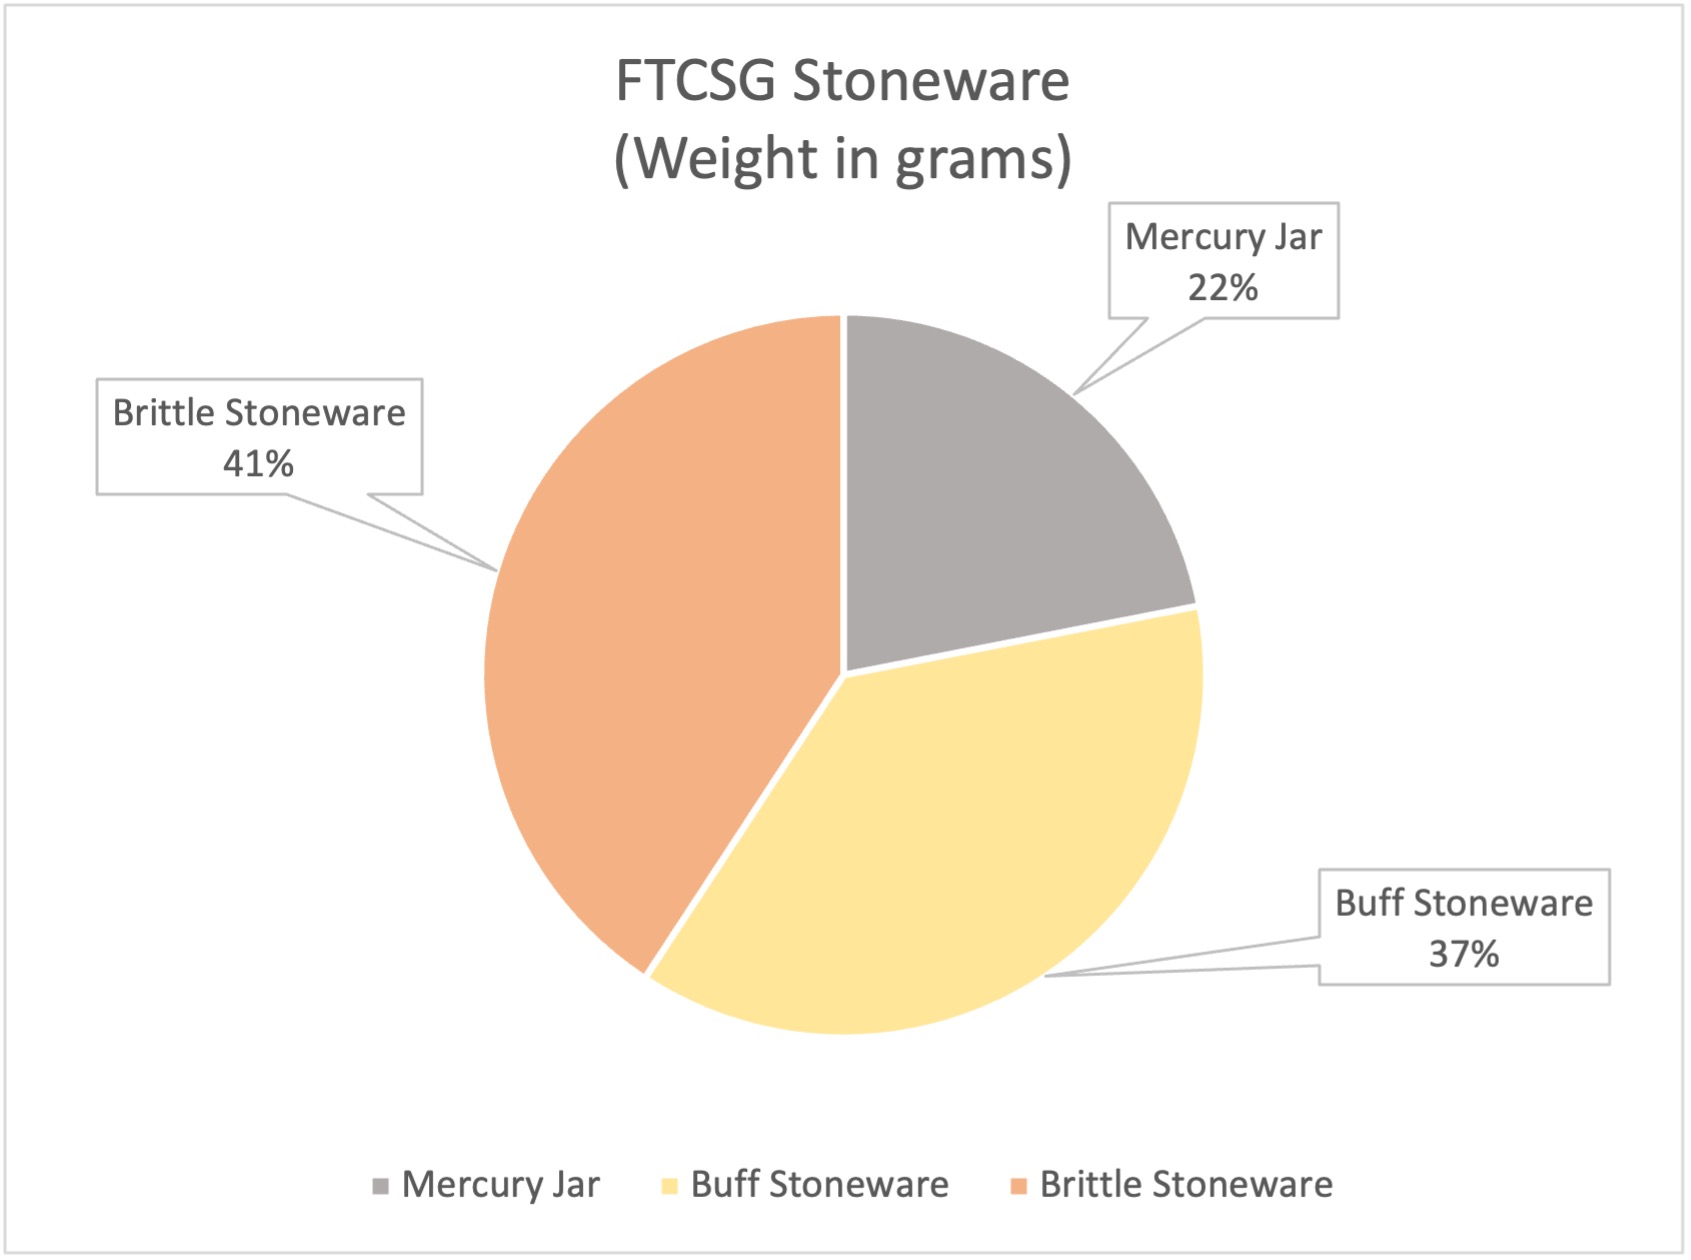 FTCSG Stoneware
(Weight in grams)
Mercury Jar
22%
Brittle Stoneware
41%
Buff Stoneware
37%
Mercury Jar
Buff Stoneware
Brittle Stoneware